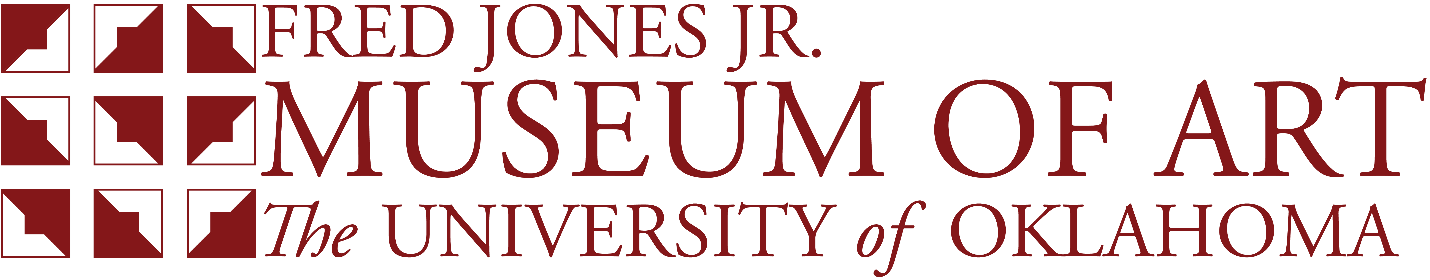 FRED JONES JR.
MUSEUM OF ART
The UNIVERSITY of OKLAHOMA